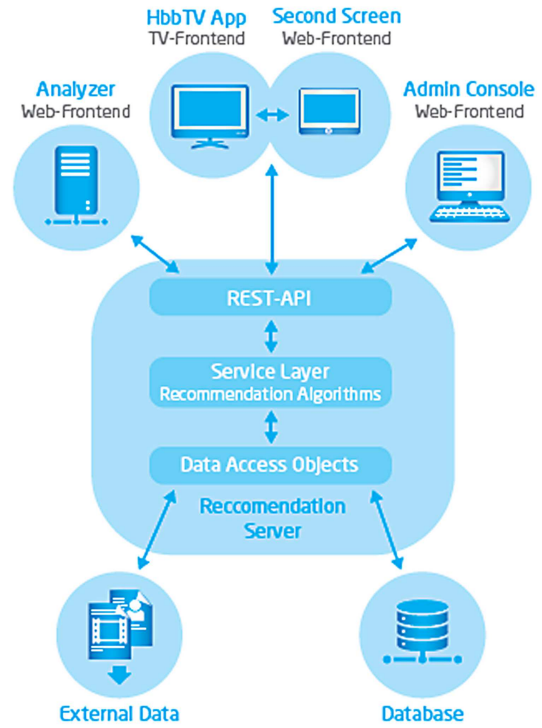 HbbTV App
TV-Frontend
Second Screen
Web-Frontend
Analyzer
Web-Frontend
Admin Console
Web-Frontend
REST-API
Service Layer
Recommendation Algorithms
Data Access Objects
Reccomendation
Server
External Data
Database